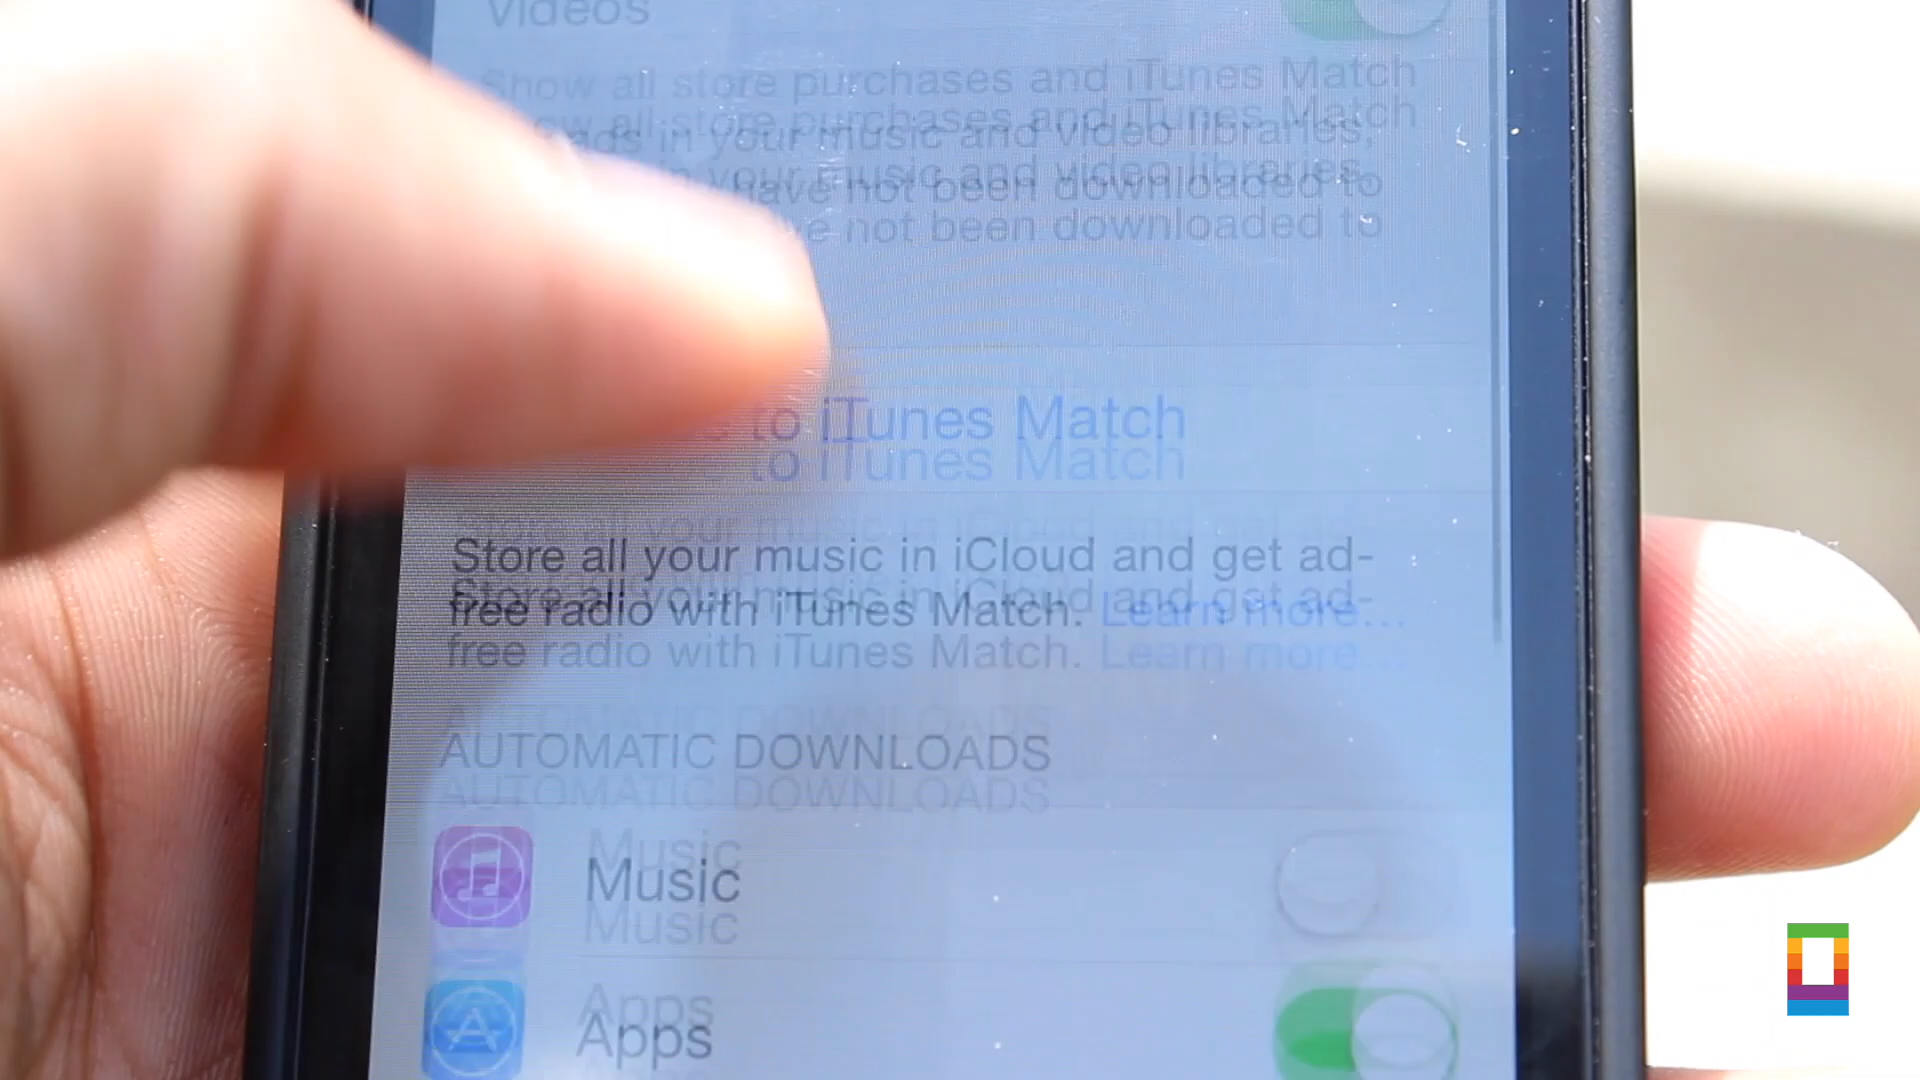 Videos
Show all store purchases and iTunes Match
in your music and video libraries,
have not been downloaded to
to iTunes Match
Store all your music in iCloud and get ad-
free radio with iTunes Match. Learn more...
AUTOMATIC DOWNLOADS
Music
Apps